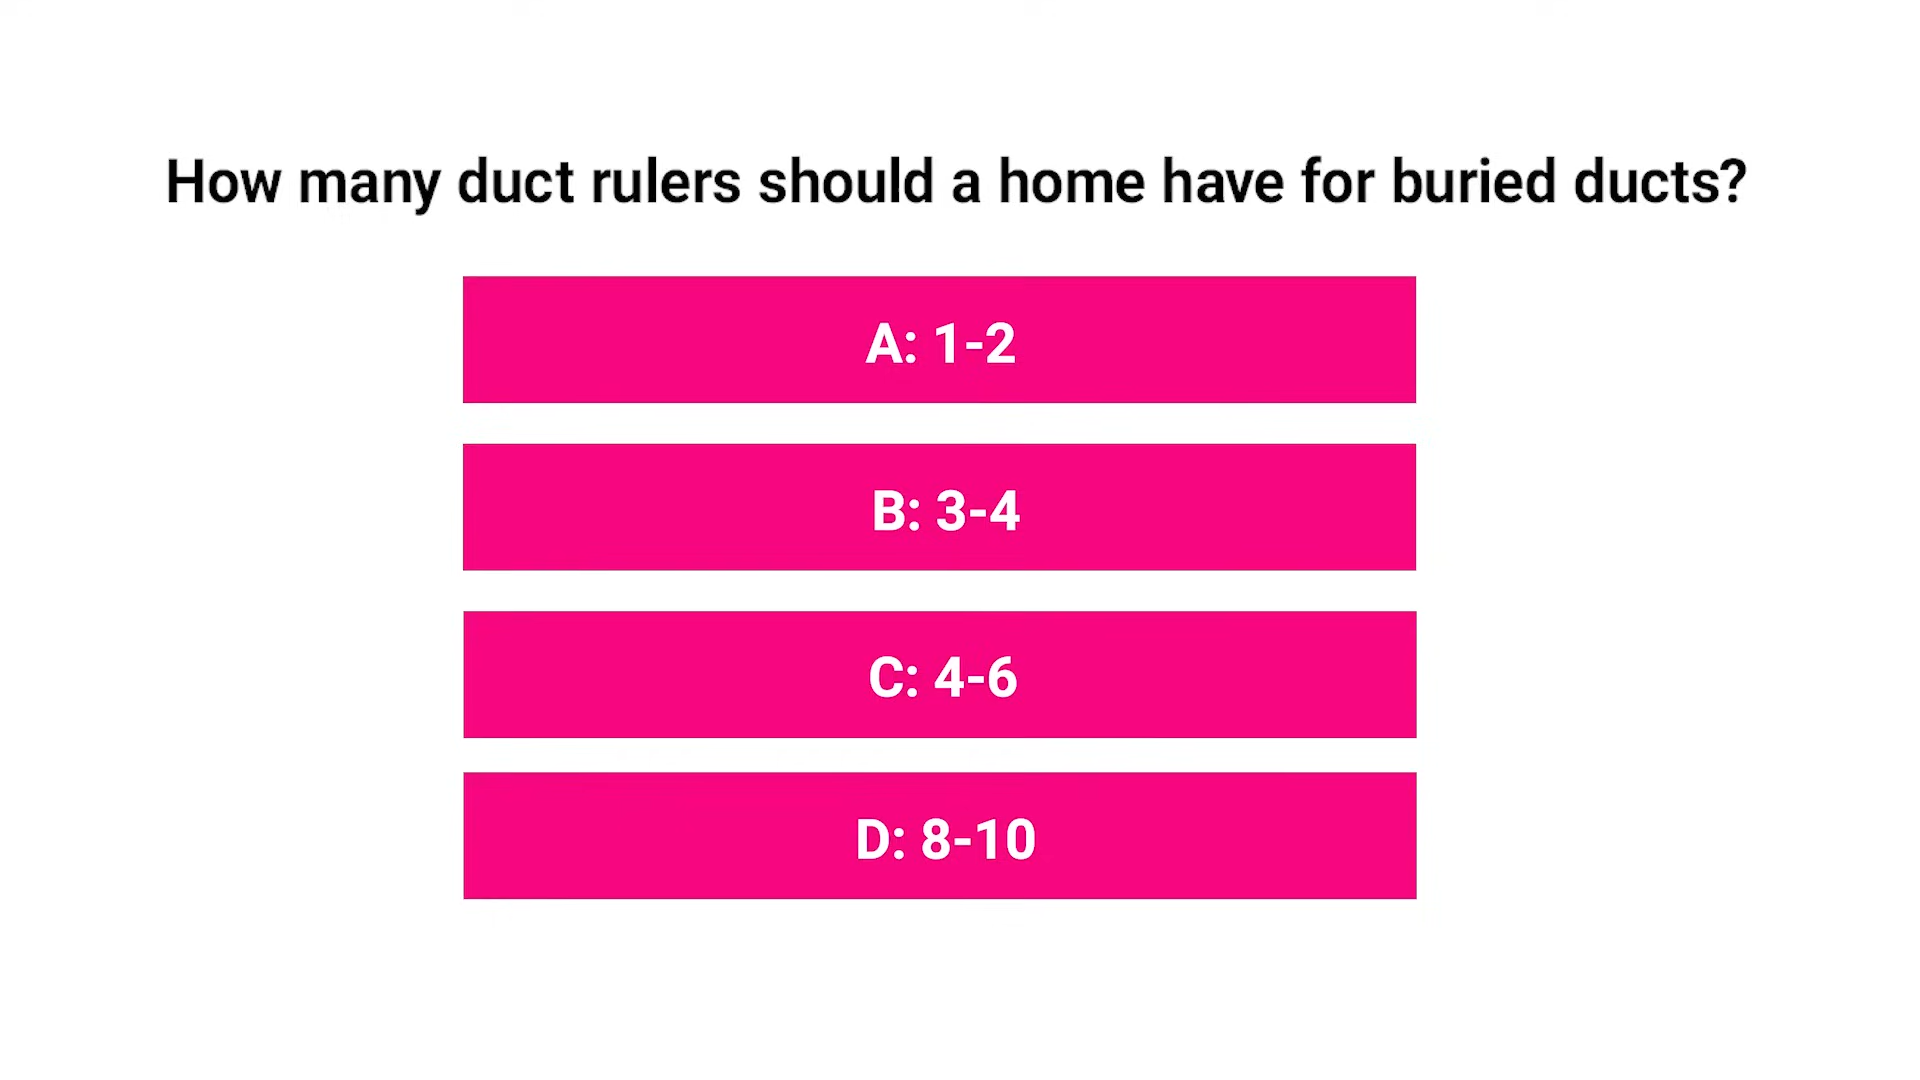 How many duct rulers should a home have for buried ducts?
A: 1-2
B: 3-4
C: 4-6
D: 8-10